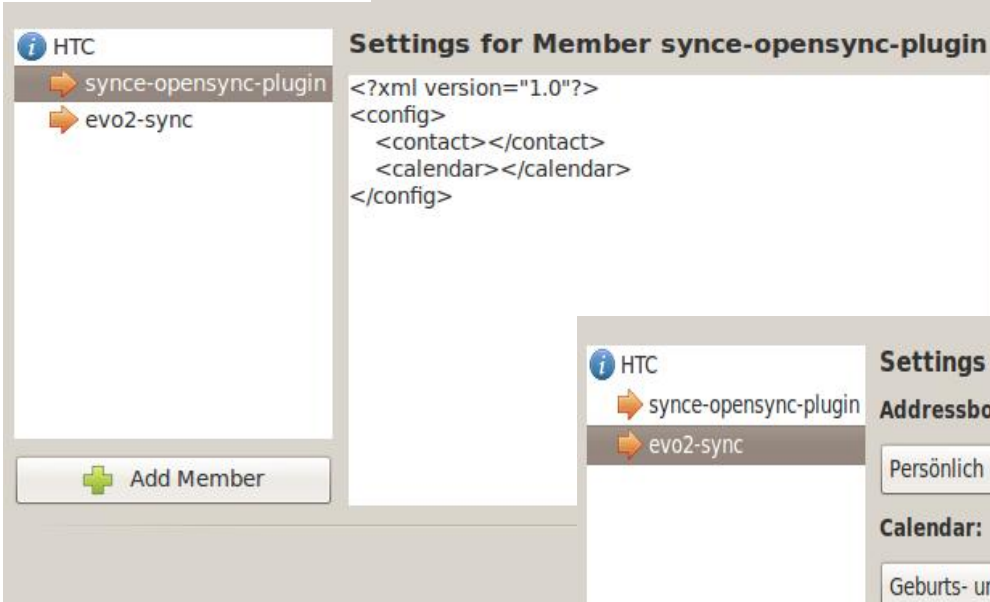 HTC
synce-opensync-plugin
evo2-sync
Add Member
Settings for Member synce-opensync-plugin
<?xml version="1.0"?>
<config>
<contact></contact>
<calendar></calendar>
</config>
HTC
synce-opensync-plugin
evo2-sync
Settings
Persönlich
Calendar:
Geburts-